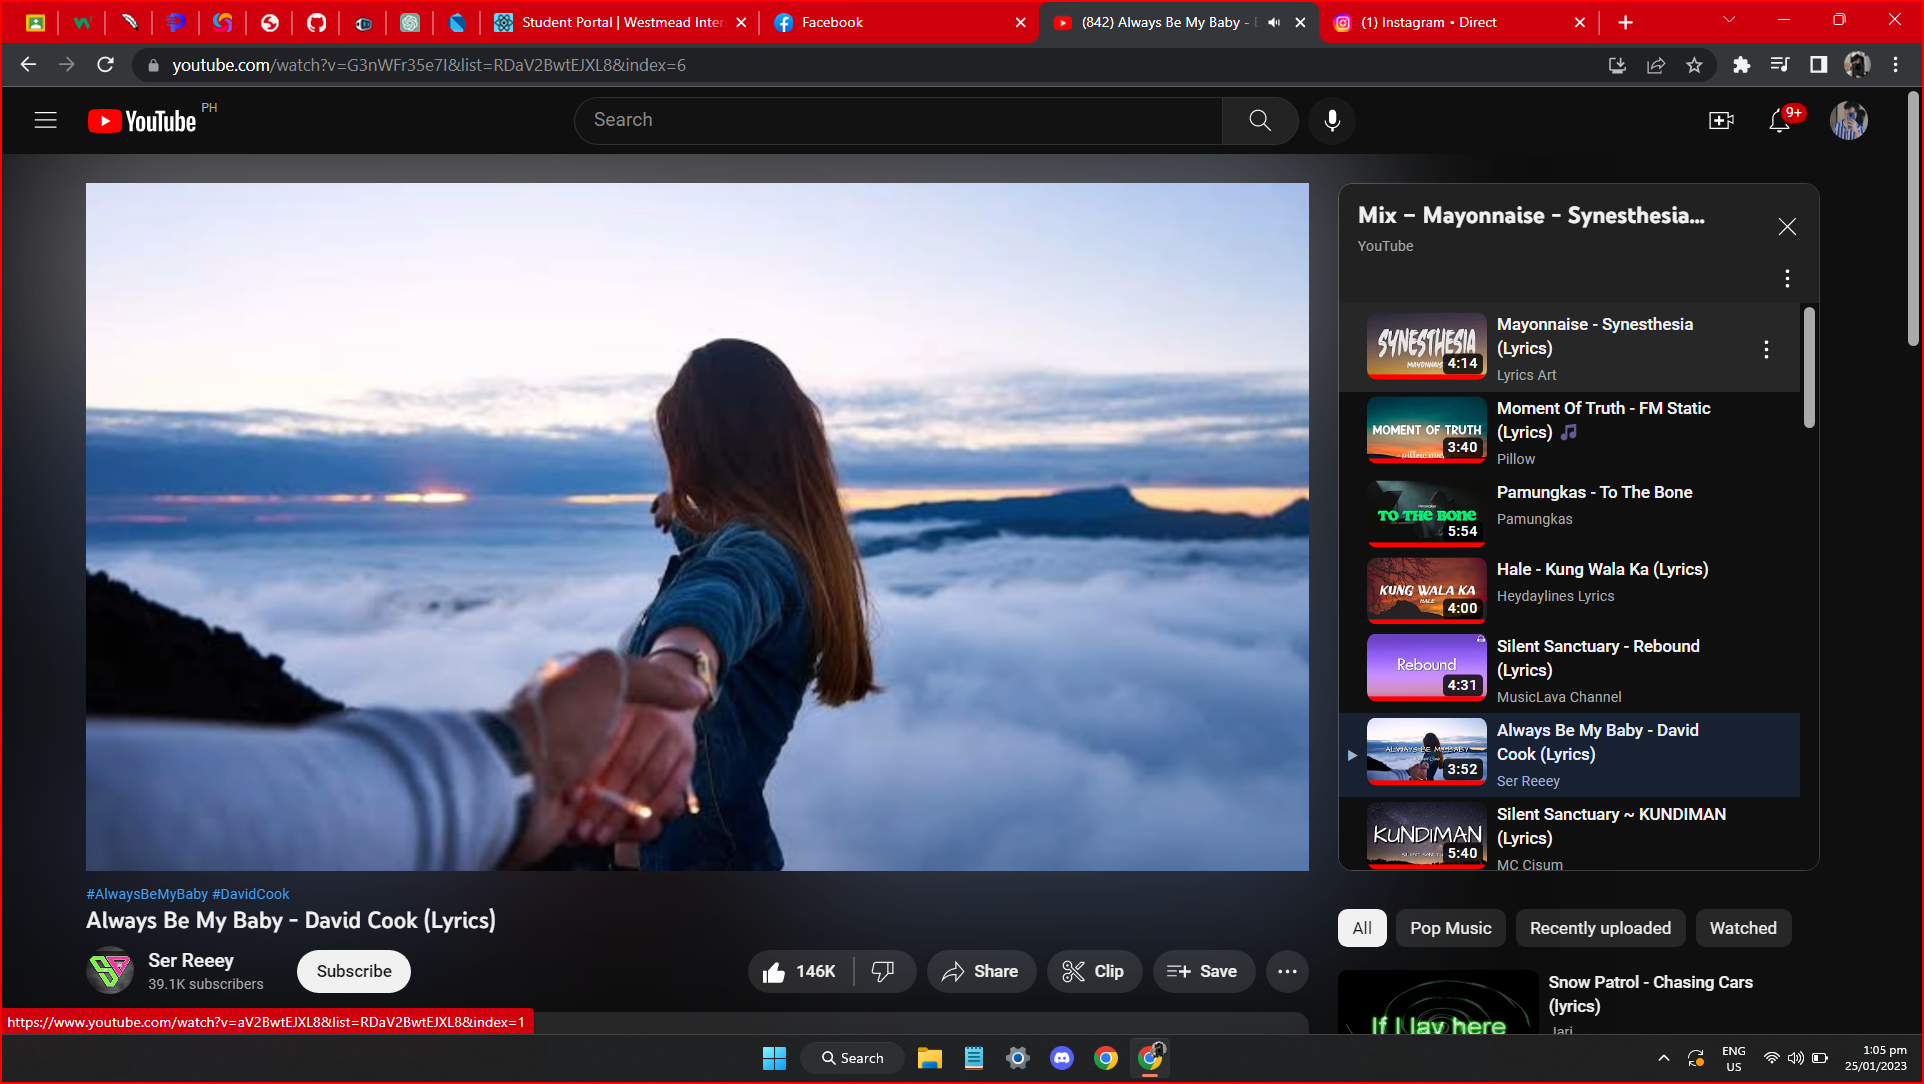 Student Portal | Westmead Inter
Facebook
(842) Always Be My Baby -
(1) Instagram • Direct
youtube.com/watch?v=G3nWFr35e7I&list=RDaV2BwtEJXL8&index=6
YouTube PH
Search
9+
Mix – Mayonnaise - Synesthesia...
YouTube
SYNESTHESIA
4:14
Mayonnaise - Synesthesia
(Lyrics)
Lyrics Art
MOMENT OF TRUTH
3:40
Moment Of Truth - FM Static
(Lyrics) 🎵
Pillow
TO THE BONE
5:54
Pamungkas - To The Bone
Pamungkas
KUNG WALA KA
HALE
4:00
Hale - Kung Wala Ka (Lyrics)
Heydaylines Lyrics
Rebound
4:31
Silent Sanctuary - Rebound
(Lyrics)
MusicLava Channel
ALWAYS BE MY BABY
3:52
Always Be My Baby - David
Cook (Lyrics)
Ser Reeey
KUNDIMAN
5:40
Silent Sanctuary ~ KUNDIMAN
(Lyrics)
MC Cisum
#AlwaysBeMyBaby #DavidCook
Always Be My Baby - David Cook (Lyrics)
Ser Reeey
39.1K subscribers
Subscribe
146K
Share
Clip
Save
All
Pop Music
Recently uploaded
Watched
If I lay here
Snow Patrol - Chasing Cars
(lyrics)
Jari
https://www.youtube.com/watch?v=aV2BwtEJXL8&list=RDaV2BwtEJXL8&index=1
Search
ENG
US
1:05 pm
25/01/2023